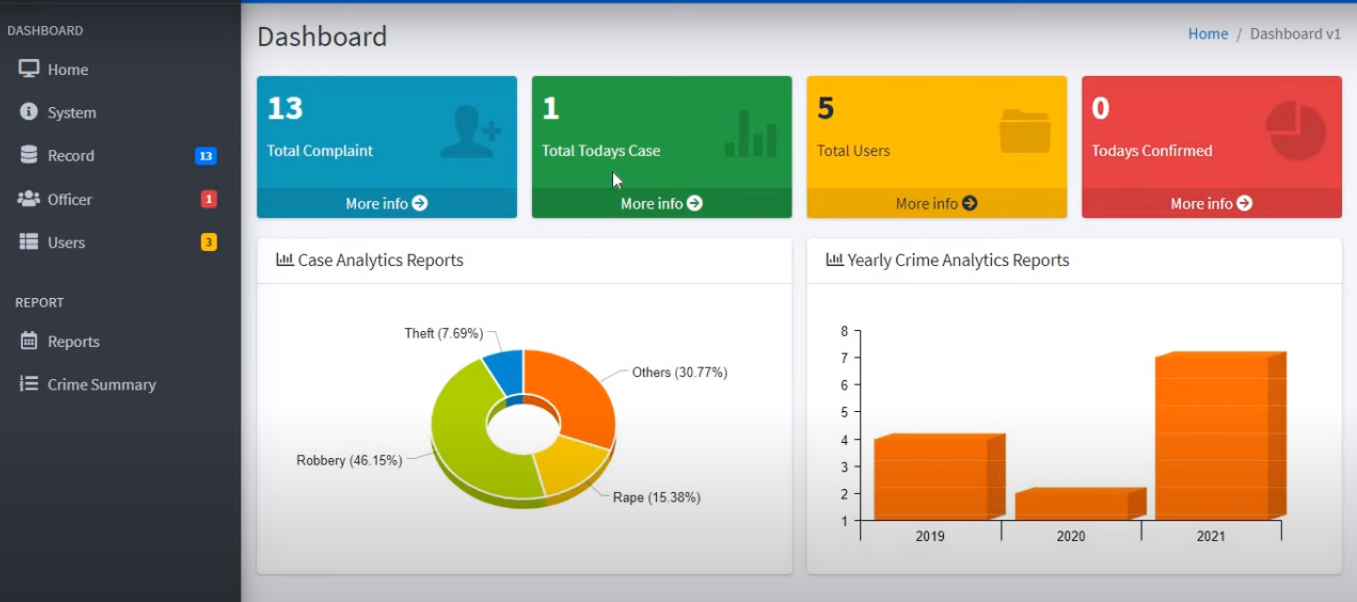 DASHBOARD
Home
System
Record 13
Officer 1
Users 3
REPORT
Reports
Crime Summary
Dashboard
Home / Dashboard v1
13
Total Complaint
More info
1
Total Todays Case
More info
5
Total Users
More info
0
Todays Confirmed
More info
Case Analytics Reports
Theft (7.69%)
Others (30.77%)
Robbery (46.15%)
Rape (15.38%)
Yearly Crime Analytics Reports
8
7
6
5
4
3
2
1
2019 2020 2021